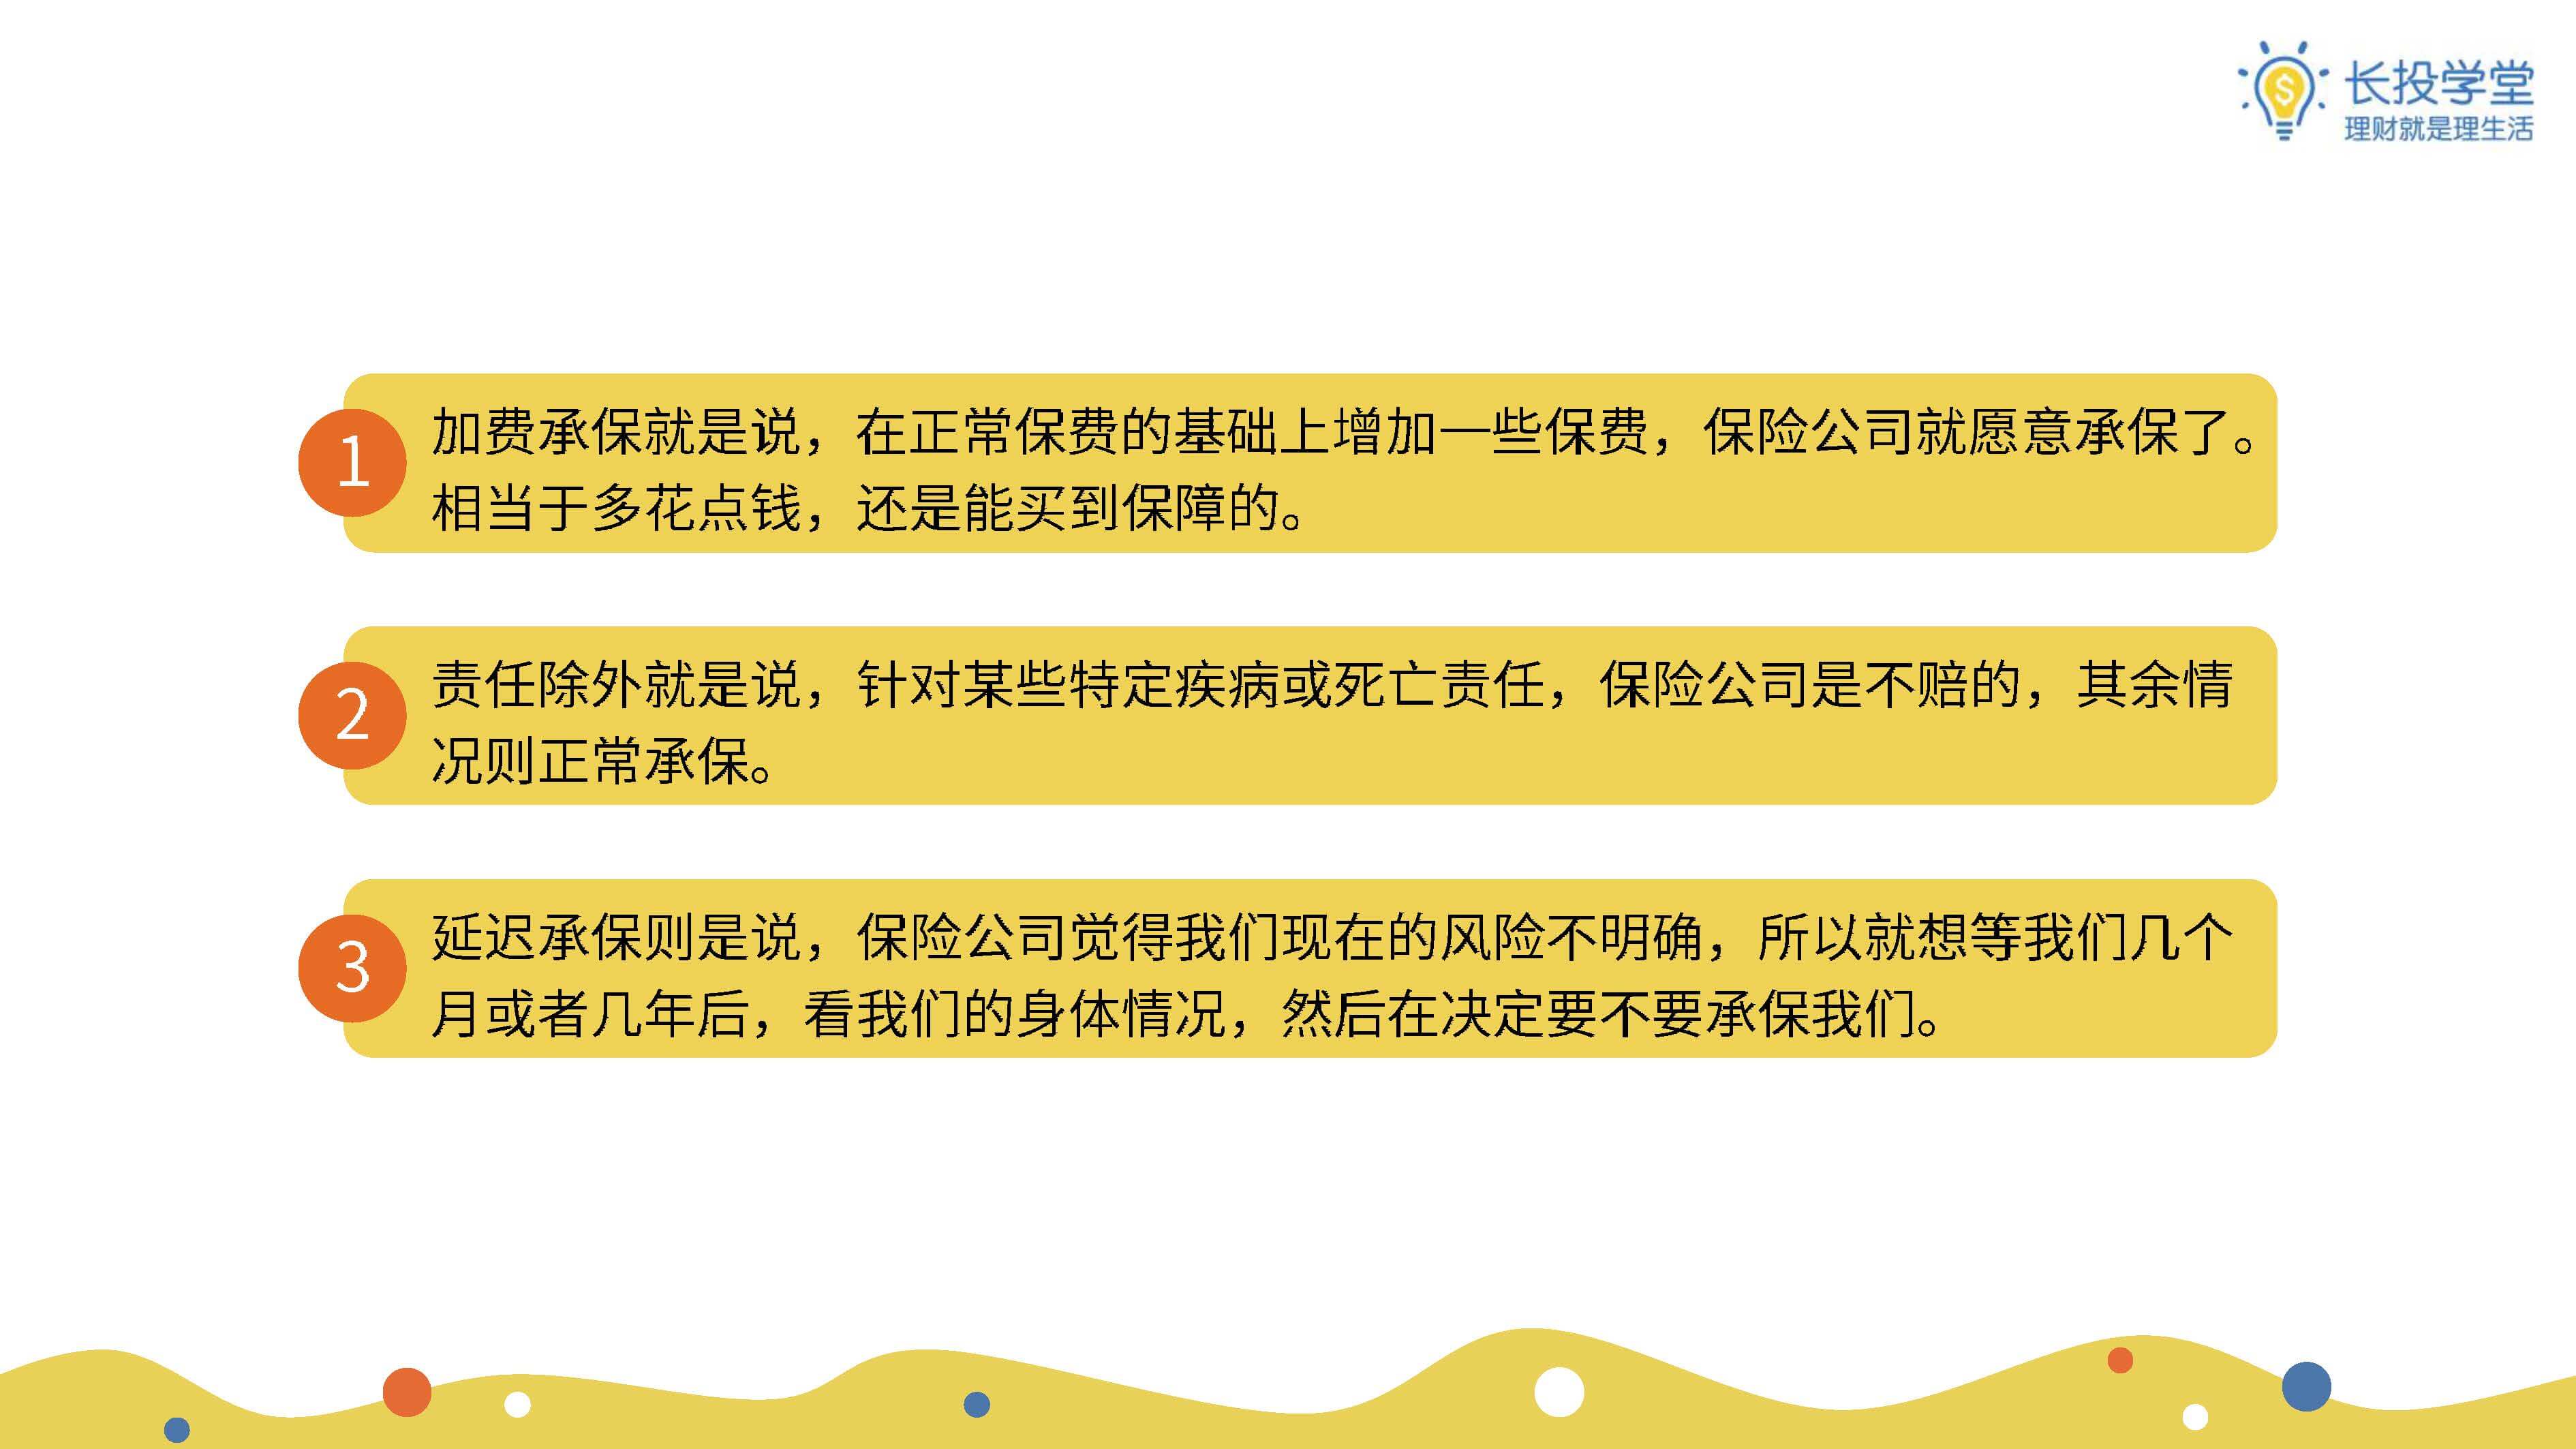 长投学堂
理财就是理生活
1
加费承保就是说，在正常保费的基础上增加一些保费，保险公司就愿意承保了。
相当于多花点钱，还是能买到保障的。
2
责任除外就是说，针对某些特定疾病或死亡责任，保险公司是不赔的，其余情
况则正常承保。
3
延迟承保则是说，保险公司觉得我们现在的风险不明确，所以就想等我们几个
月或者几年后，看我们的身体情况，然后在决定要不要承保我们。